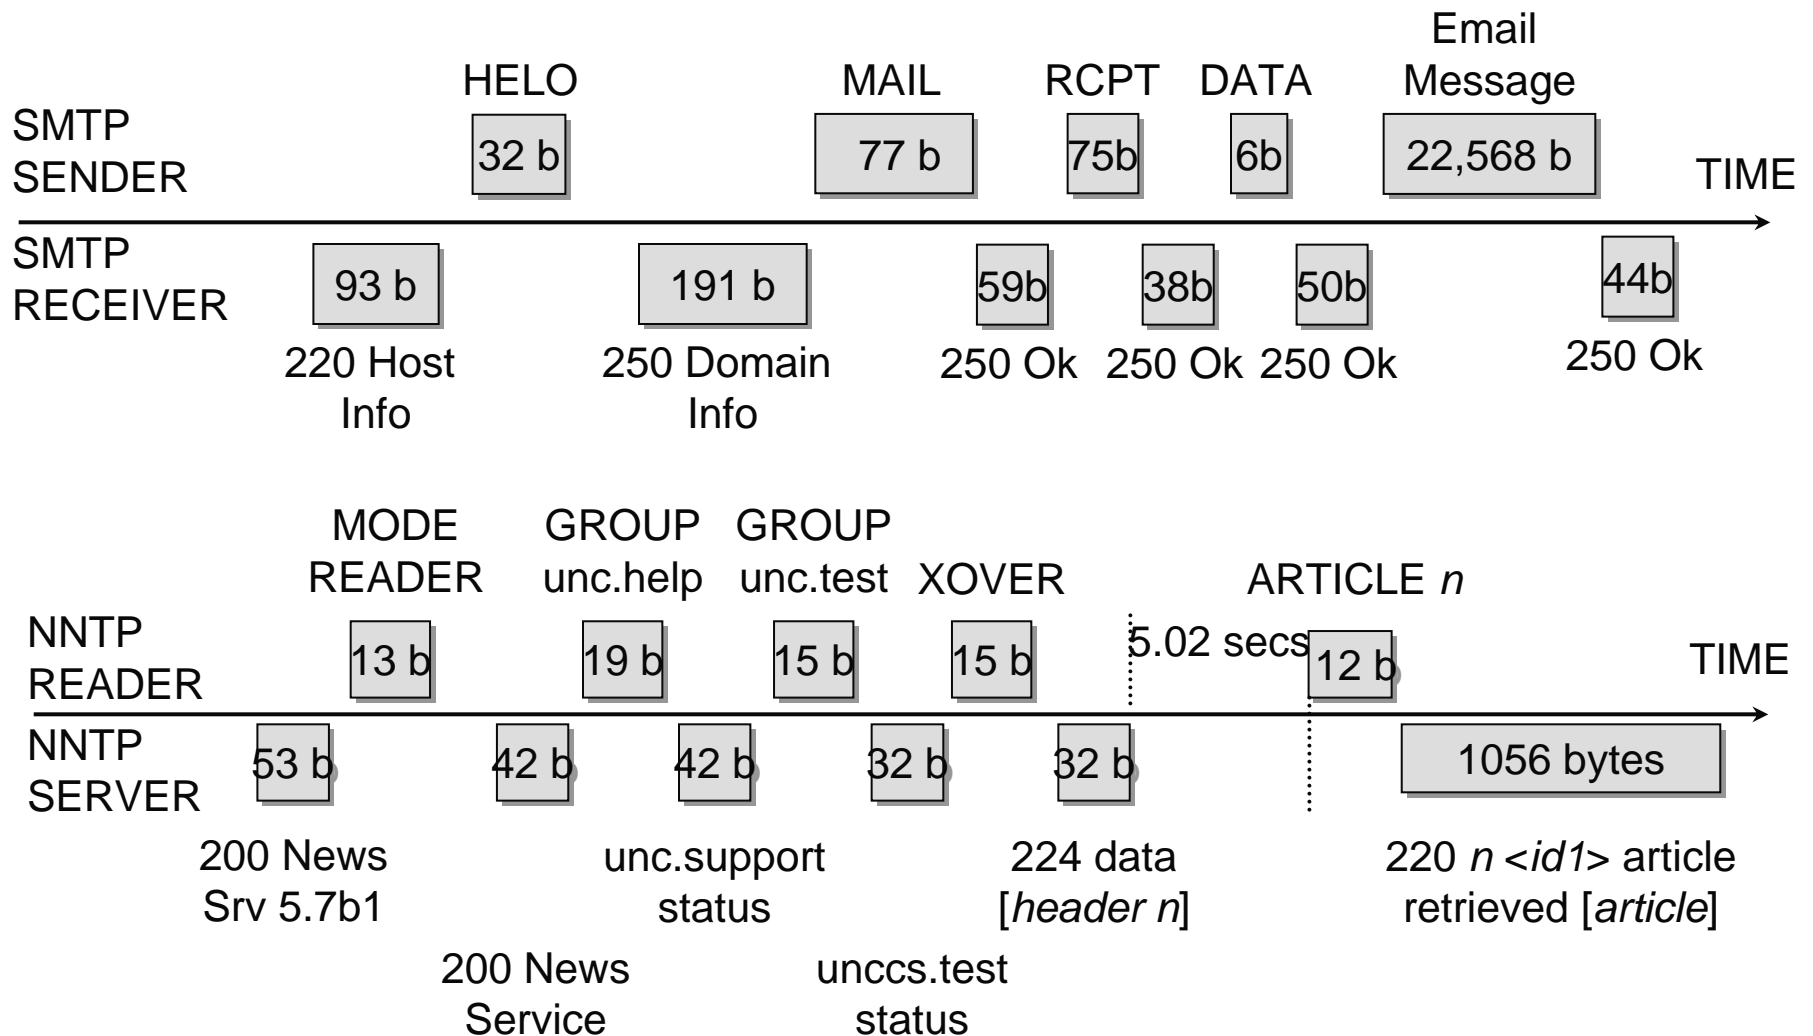 Email
HELO MAIL RCPT DATA Message
SMTP
SENDER
32 b 77 b 75b 6b 22,568 b
TIME
SMTP
RECEIVER
93 b 191 b 59b 38b 50b 44b
220 Host
Info
250 Domain
Info
250 Ok 250 Ok 250 Ok 250 Ok
MODE
READER
GROUP
unc.help
GROUP
unc.test
XOVER
ARTICLE n
NNTP
READER
13 b 19 b 15 b 15 b 5.02 secs 12 b
TIME
NNTP
SERVER
53 b 42 b 42 b 32 b 32 b 1056 bytes
200 News
Srv 5.7b1
unc.support
status
224 data
[header n]
220 n <id1> article
retrieved [article]
200 News
Service
unccs.test
status